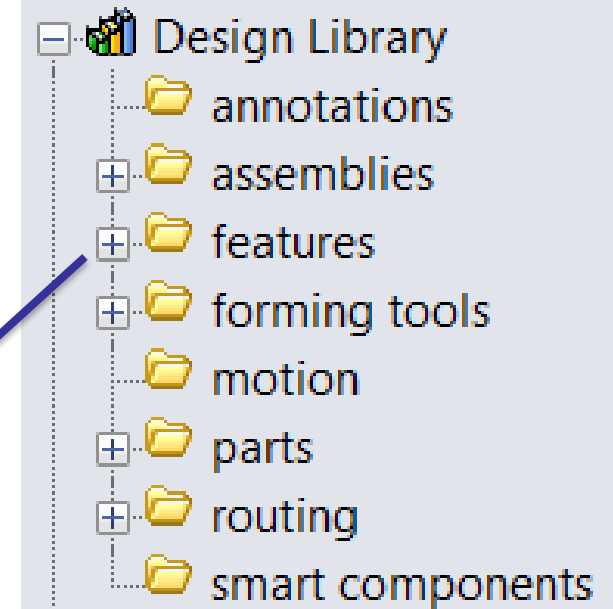 Design Library
annotations
assemblies
features
forming tools
motion
parts
routing
smart components